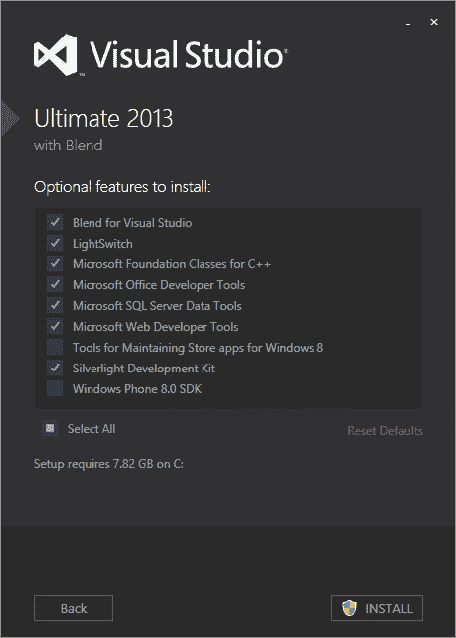 Visual Studio®
™
Ultimate 2013
with Blend
Optional features to install:
Blend for Visual Studio
LightSwitch
Microsoft Foundation Classes for C++
Microsoft Office Developer Tools
Microsoft SQL Server Data Tools
Microsoft Web Developer Tools
Tools for Maintaining Store apps for Windows 8
Silverlight Development Kit
Windows Phone 8.0 SDK
Select All
Reset Defaults
Setup requires 7.82 GB on C:
Back
INSTALL